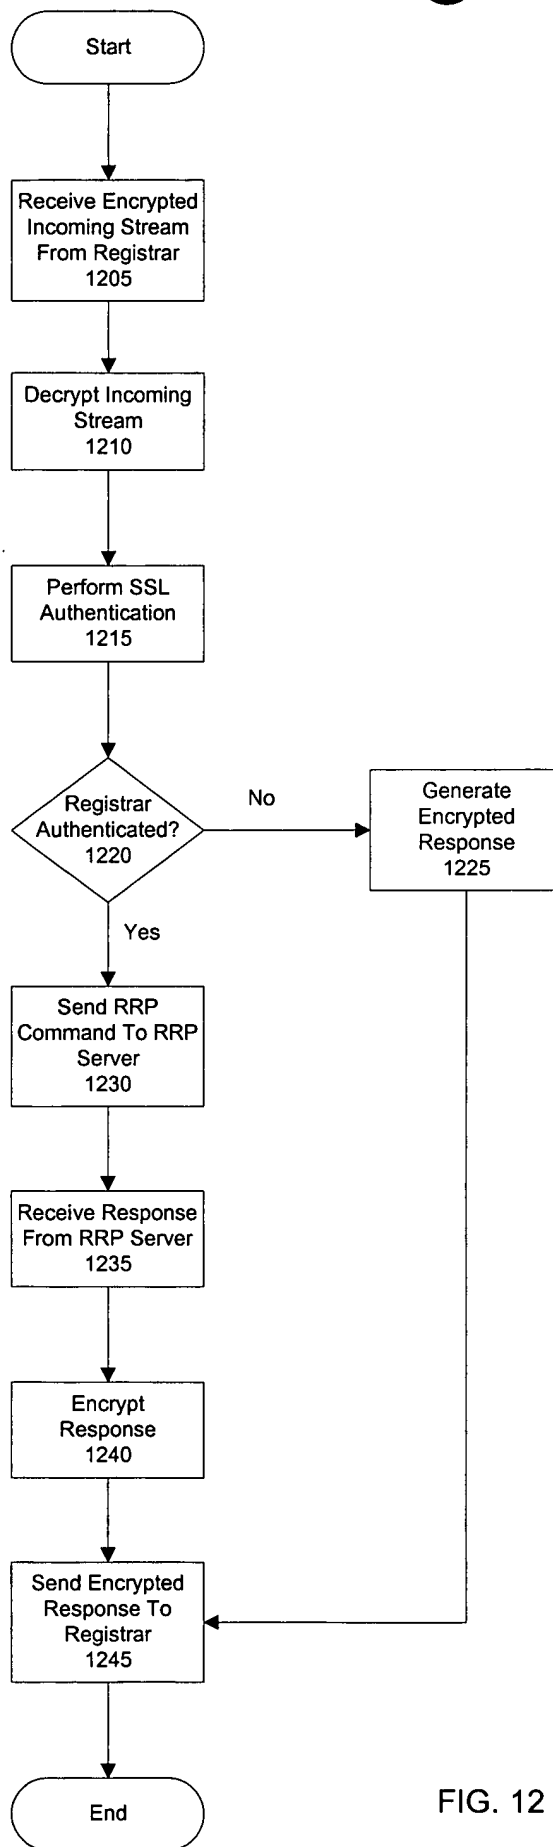 Start
Receive Encrypted
Incoming Stream
From Registrar
1205
Decrypt Incoming
Stream
1210
Perform SSL
Authentication
1215
Registrar
Authenticated?
1220
No
Generate
Encrypted
Response
1225
Yes
Send RRP
Command To RRP
Server
1230
Receive Response
From RRP Server
1235
Encrypt
Response
1240
Send Encrypted
Response To
Registrar
1245
End
FIG. 12